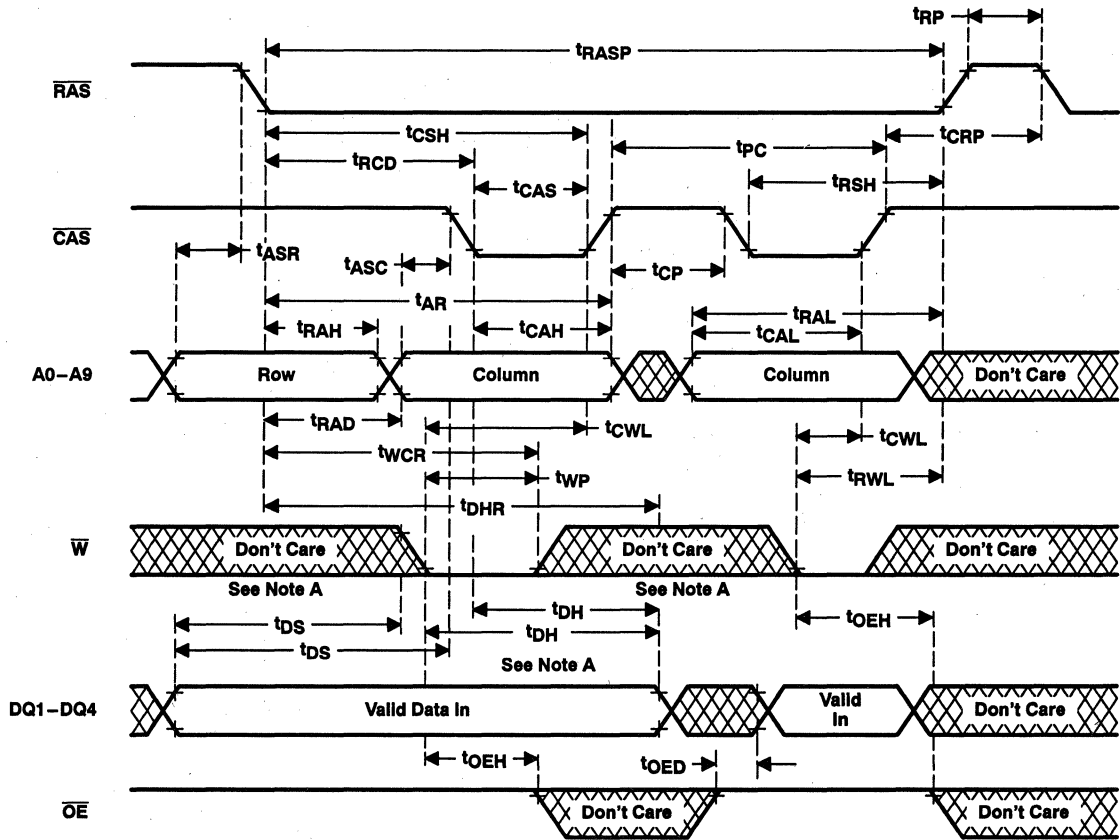 tRP
tRASP
RAS
tCSH
tPC
tCRP
tRCD
tRSH
tCAS
CAS
tASR
tASC
tCP
tAR
tRAL
tRAH
tCAH
tCAL
A0–A9
Row
Column
Column
Don't Care
tRAD
tCWL
tCWL
tWCR
tWP
tRWL
tDHR
W
Don't Care
Don't Care
Don't Care
See Note A
See Note A
tDH
tOEH
tDS
tDH
tDS
See Note A
DQ1–DQ4
Valid Data In
Valid
In
Don't Care
tOEH
tOED
OE
Don't Care
Don't Care